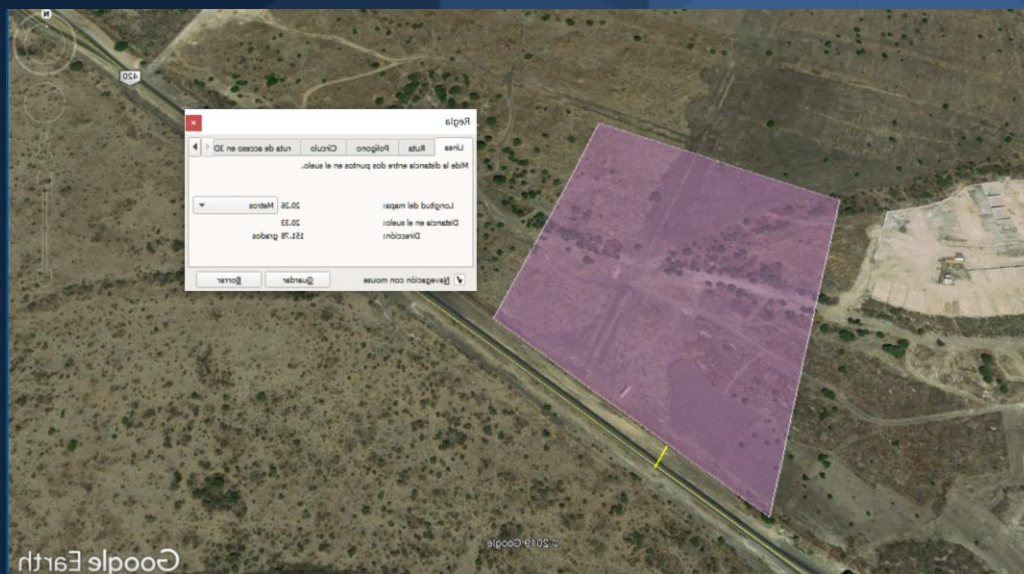 N
420
Regla
Línea Ruta Polígono Círculo ruta de acceso en 3D
Mide la distancia entre dos puntos en el suelo.
Longitud del mapa: 20.26 Metros
Distancia en el suelo: 20.33
Dirección: 151.78 grados
Navegación con mouse Guardar Borrar
©2019 Google
Google Earth